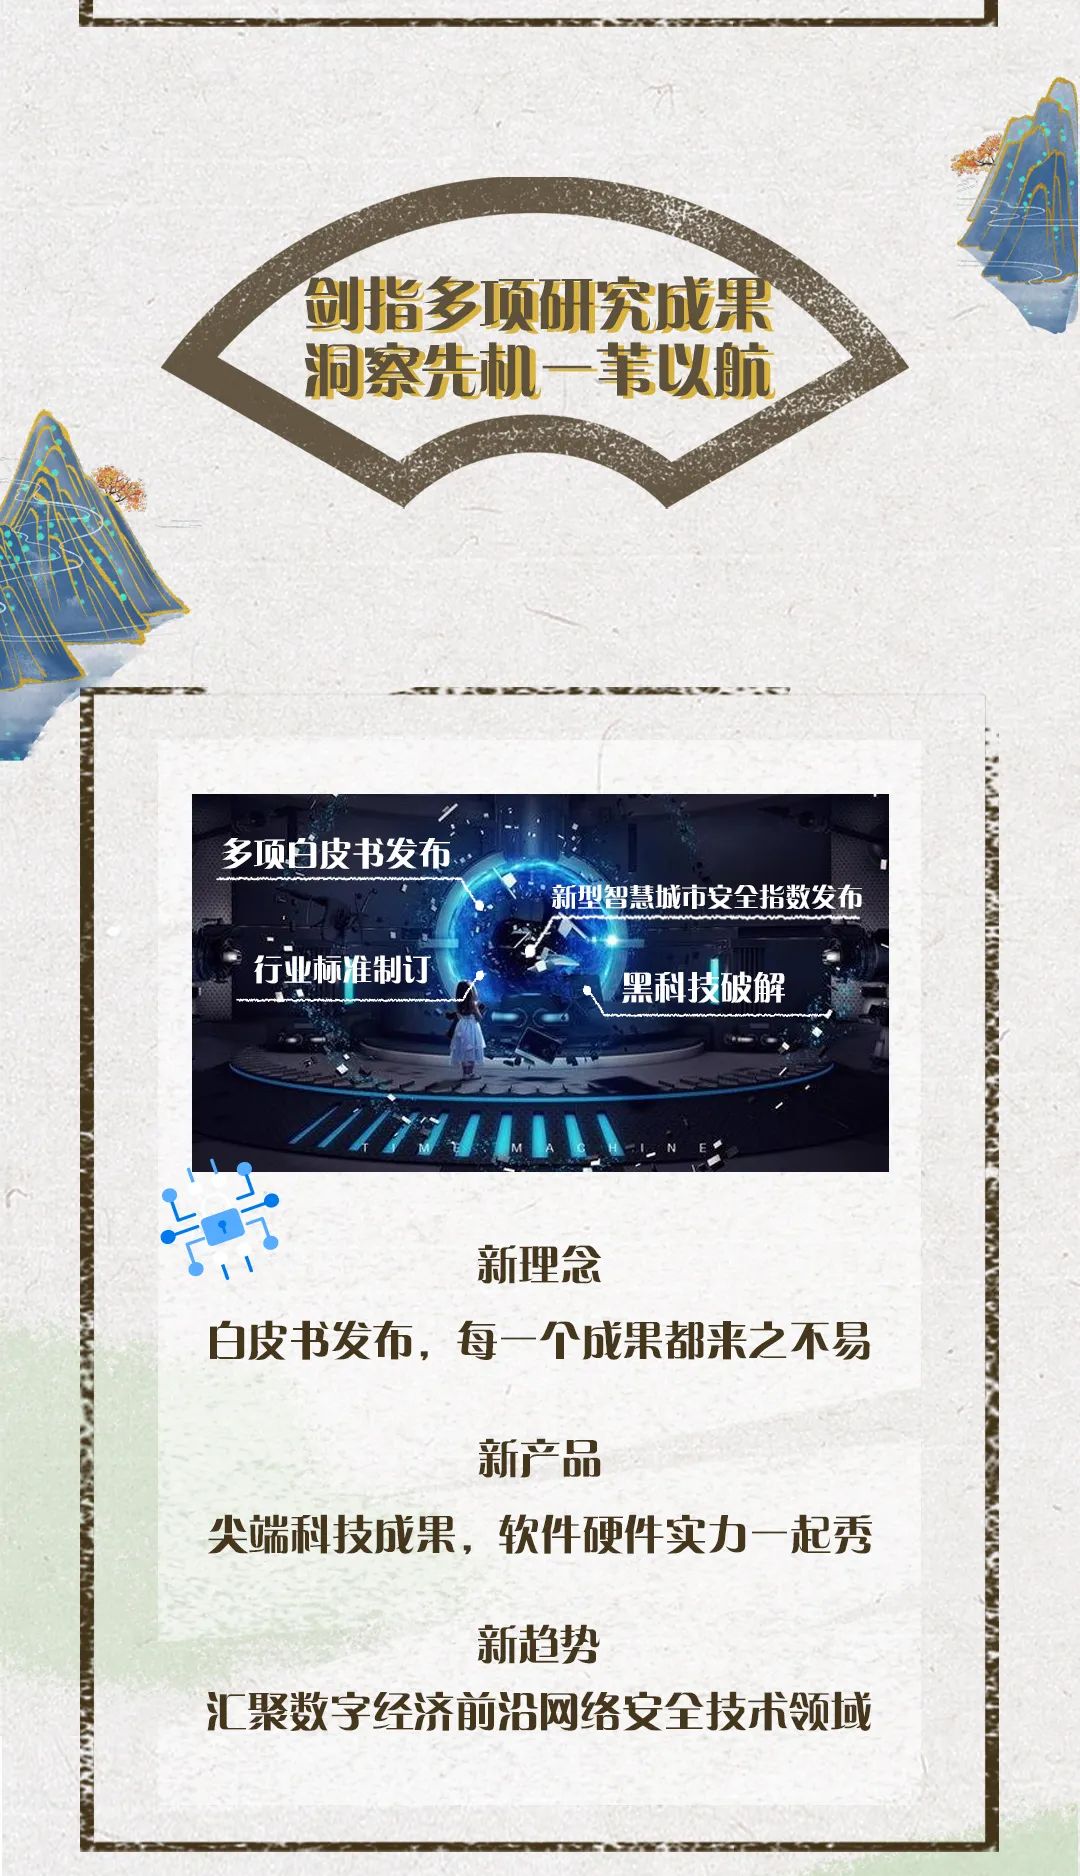 剑指多项研究成果
洞察先机一苇以航
多项白皮书发布
新型智慧城市安全指数发布
行业标准制订
黑科技破解
TIME MACHINE
新理念
白皮书发布，每一个成果都来之不易
新产品
尖端科技成果，软件硬件实力一起秀
新趋势
汇聚数字经济前沿网络安全技术领域